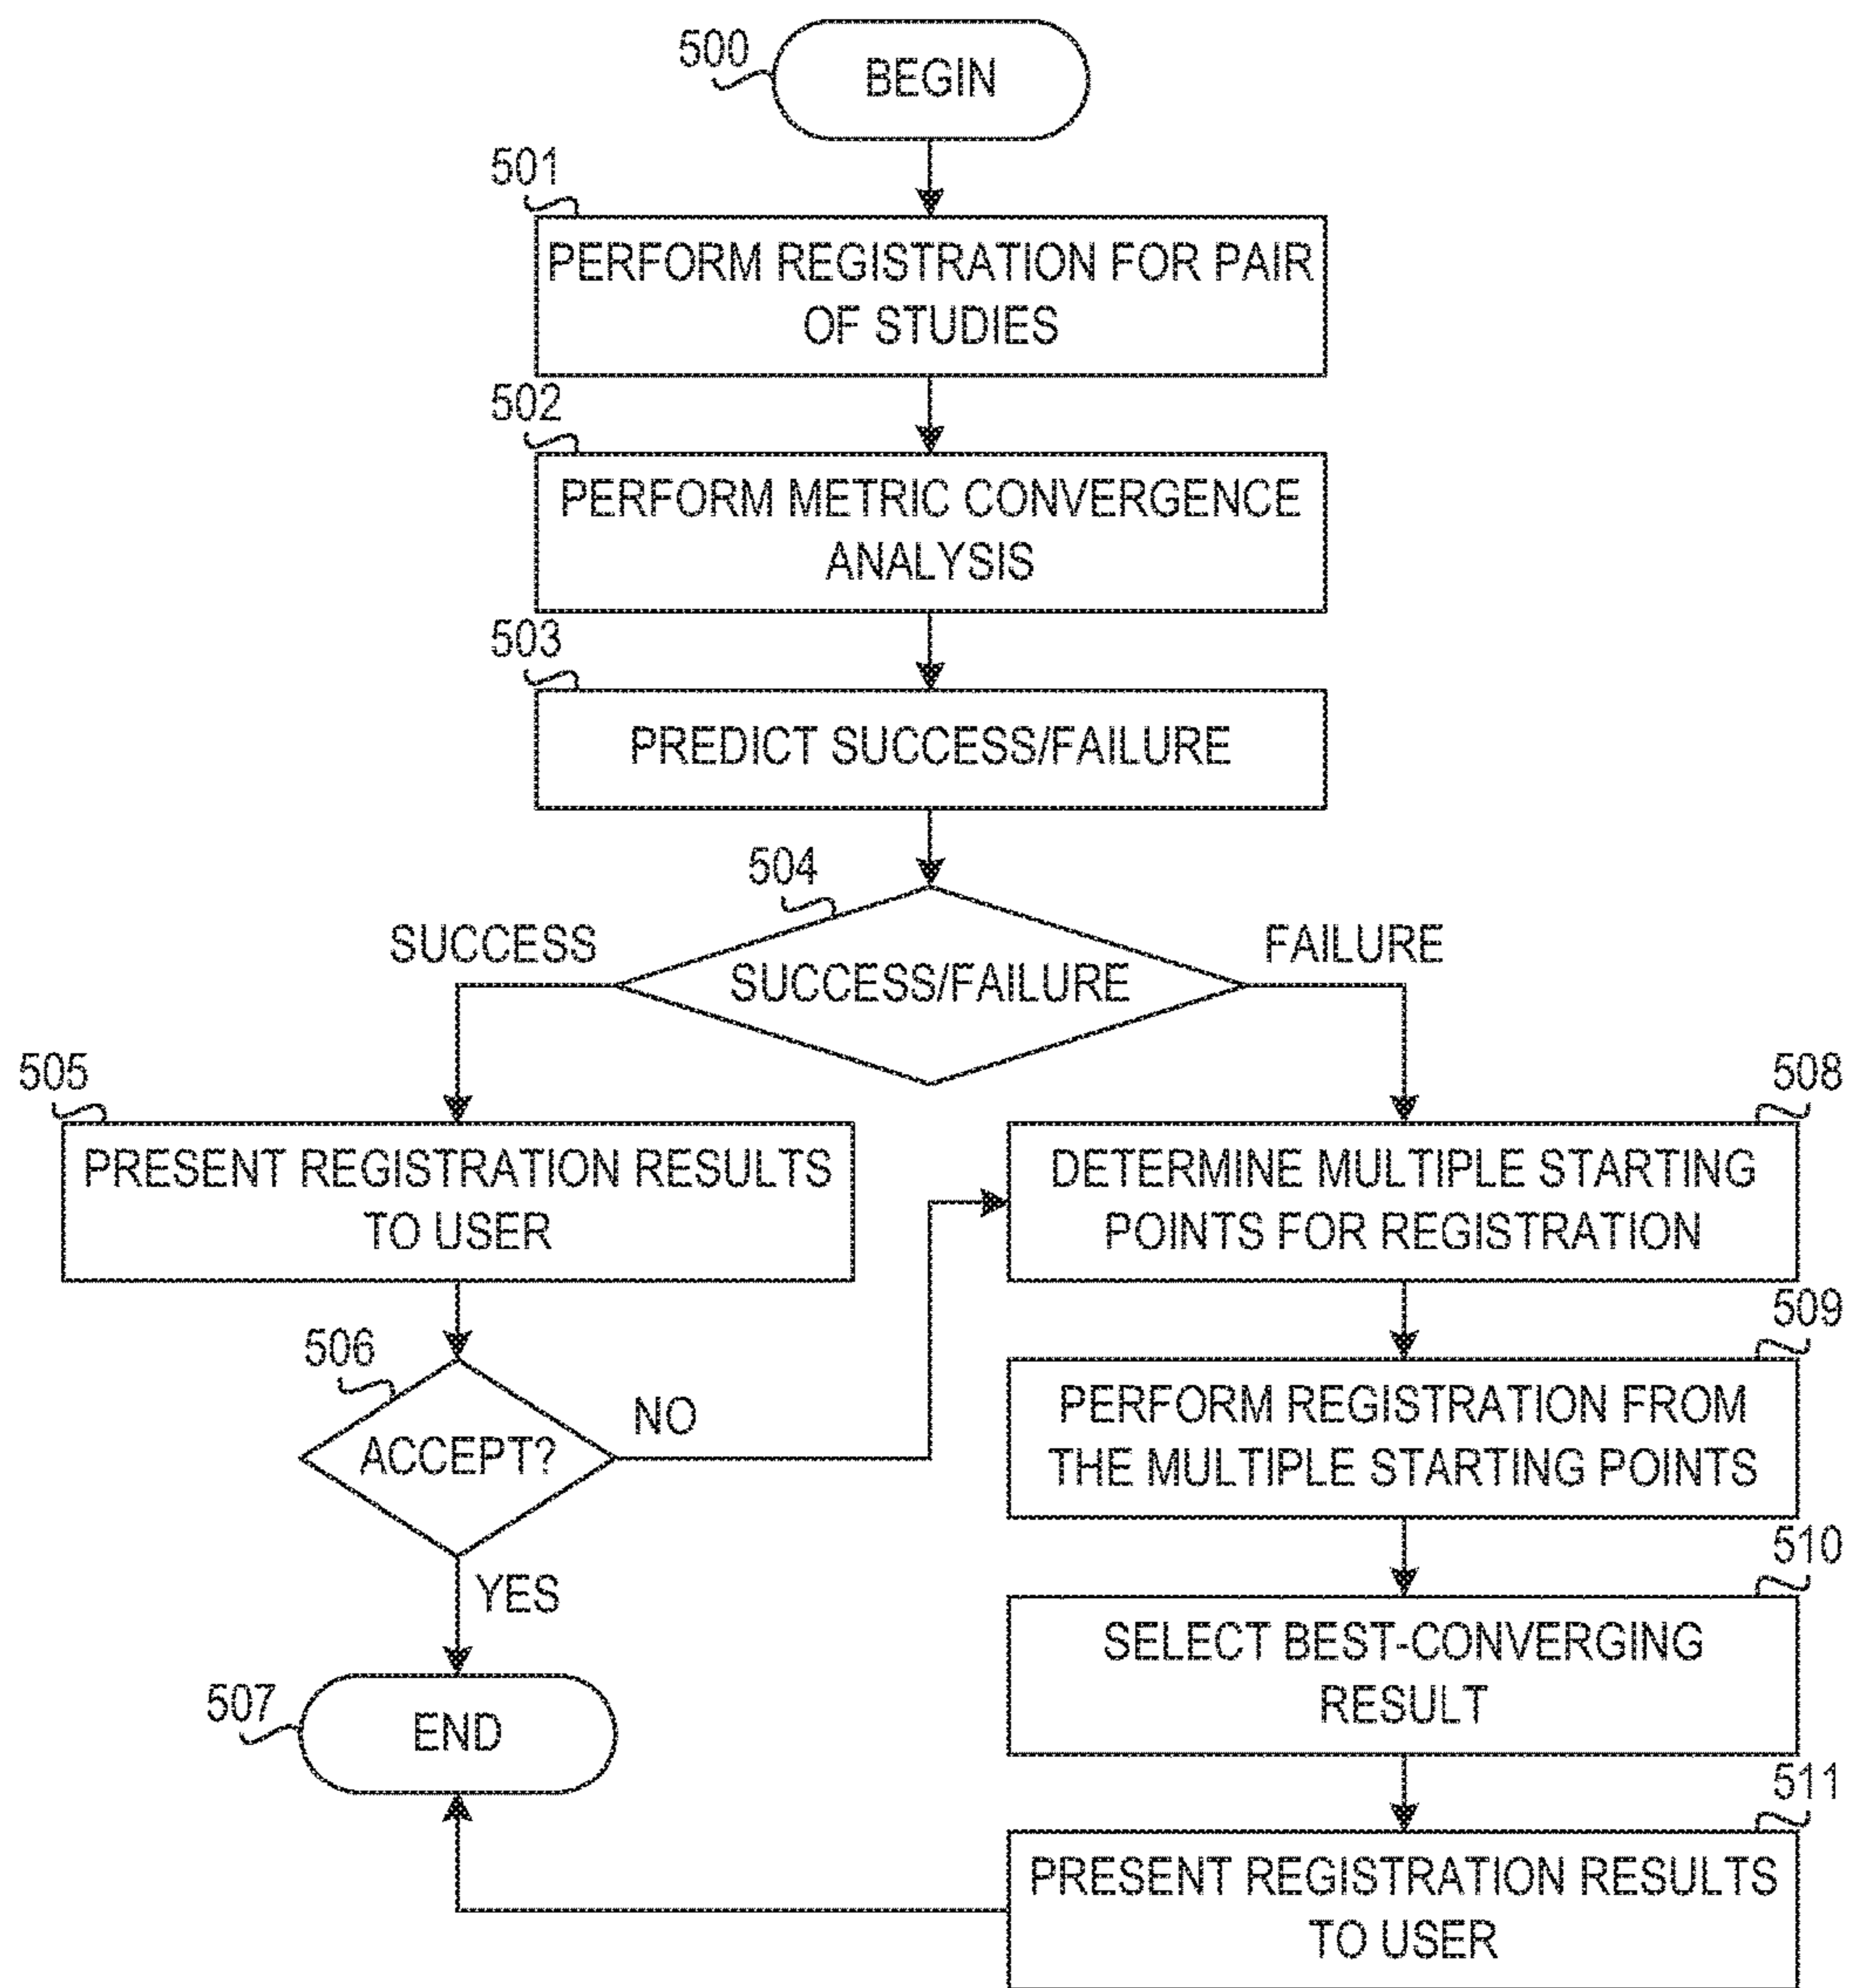 500
BEGIN
501
PERFORM REGISTRATION FOR PAIR
OF STUDIES
502
PERFORM METRIC CONVERGENCE
ANALYSIS
503
PREDICT SUCCESS/FAILURE
504
SUCCESS
SUCCESS/FAILURE
FAILURE
505
PRESENT REGISTRATION RESULTS
TO USER
506
ACCEPT?
NO
YES
507
END
508
DETERMINE MULTIPLE STARTING
POINTS FOR REGISTRATION
509
PERFORM REGISTRATION FROM
THE MULTIPLE STARTING POINTS
510
SELECT BEST-CONVERGING
RESULT
511
PRESENT REGISTRATION RESULTS
TO USER